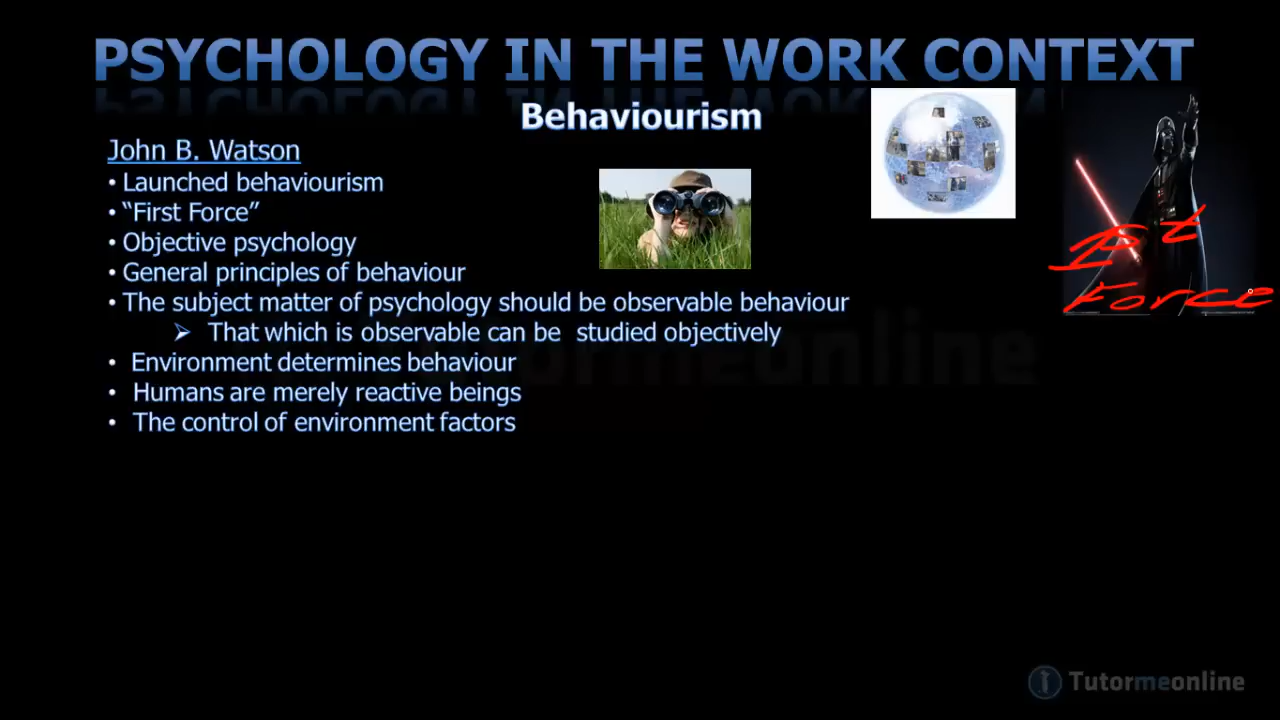 PSYCHOLOGY IN THE WORK CONTEXT
Behaviourism
John B. Watson
• Launched behaviourism
• “First Force”
• Objective psychology
• General principles of behaviour
• The subject matter of psychology should be observable behaviour
➢ That which is observable can be studied objectively
• Environment determines behaviour
• Humans are merely reactive beings
• The control of environment factors
1st
Force
Tutormeonline
Tutormeonline